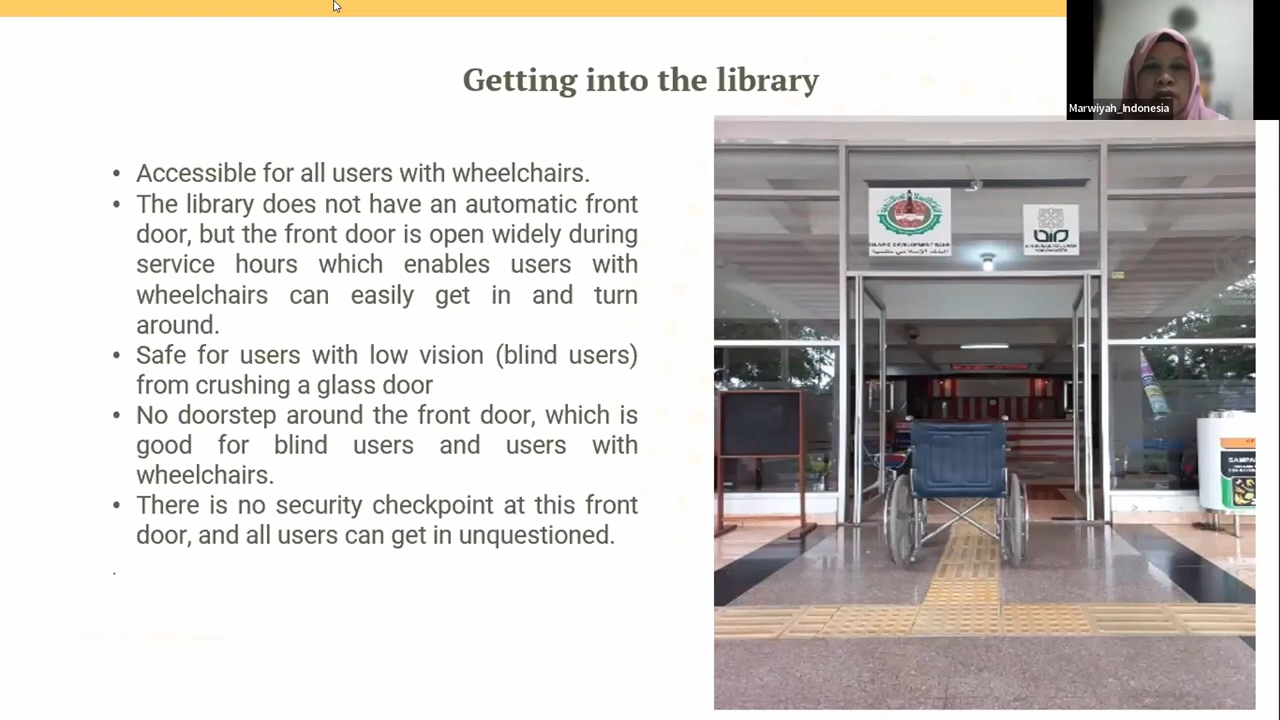 Getting into the library
Marwiyah_Indonesia
• Accessible for all users with wheelchairs.
• The library does not have an automatic front
door, but the front door is open widely during
service hours which enables users with
wheelchairs can easily get in and turn
around.
• Safe for users with low vision (blind users)
from crushing a glass door
• No doorstep around the front door, which is
good for blind users and users with
wheelchairs.
• There is no security checkpoint at this front
door, and all users can get in unquestioned.
.
ISLAMIC DEVELOPMENT BANK